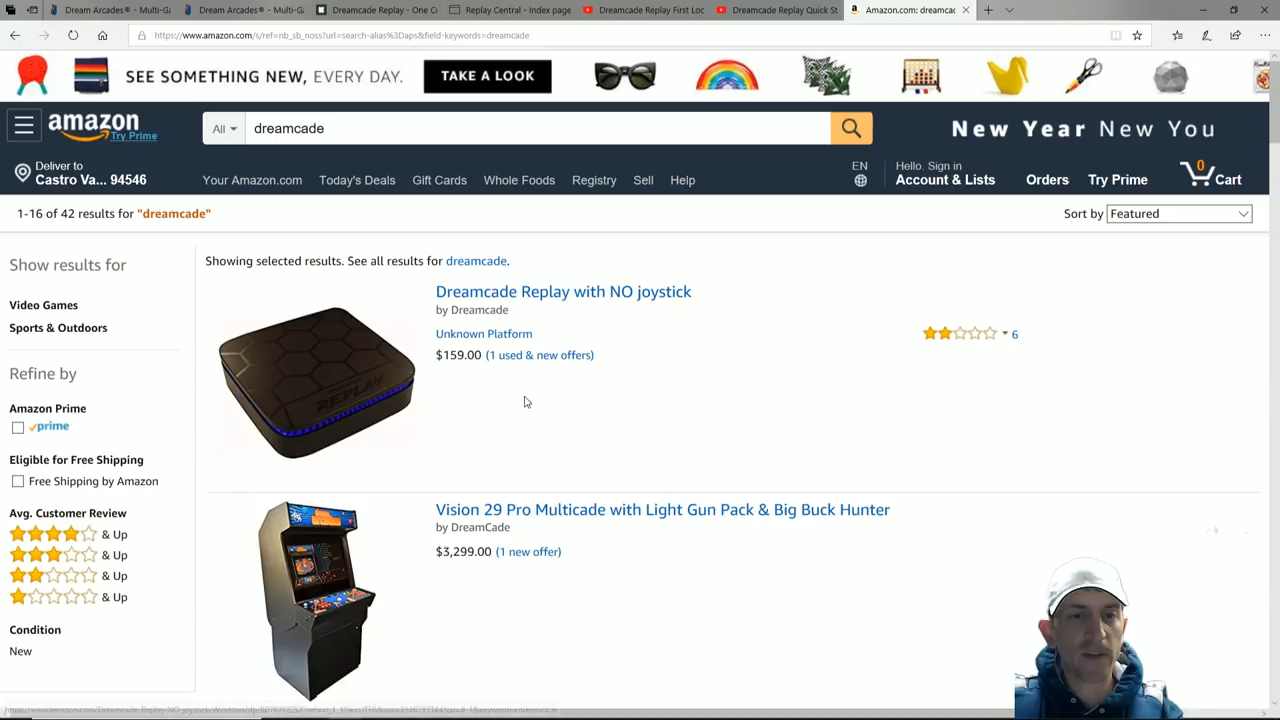 Dream Arcades® - Multi-Ga
Dream Arcades® - Multi-G
Dreamcade Replay - One C
Replay Central - Index page
Dreamcade Replay First Loc
Dreamcade Replay Quick St
Amazon.com: dreamcac
https://www.amazon.com/s/ref=nb_sb_noss?url=search-alias%3Daps&field-keywords=dreamcade
SEE SOMETHING NEW, EVERY DAY.
TAKE A LOOK
amazon
Try Prime
All
dreamcade
New Year New You
Deliver to
Castro Va... 94546
Your Amazon.com
Today's Deals
Gift Cards
Whole Foods
Registry
Sell
Help
EN
Hello. Sign in
Account & Lists
Orders
Try Prime
0
Cart
1-16 of 42 results for "dreamcade"
Sort by
Featured
Show results for
Video Games
Sports & Outdoors
Refine by
Amazon Prime
prime
Eligible for Free Shipping
Free Shipping by Amazon
Avg. Customer Review
& Up
& Up
& Up
& Up
Condition
New
Showing selected results. See all results for dreamcade.
Dreamcade Replay with NO joystick
by Dreamcade
Unknown Platform
$159.00 (1 used & new offers)
6
REPLAY
Vision 29 Pro Multicade with Light Gun Pack & Big Buck Hunter
by DreamCade
$3,299.00 (1 new offer)